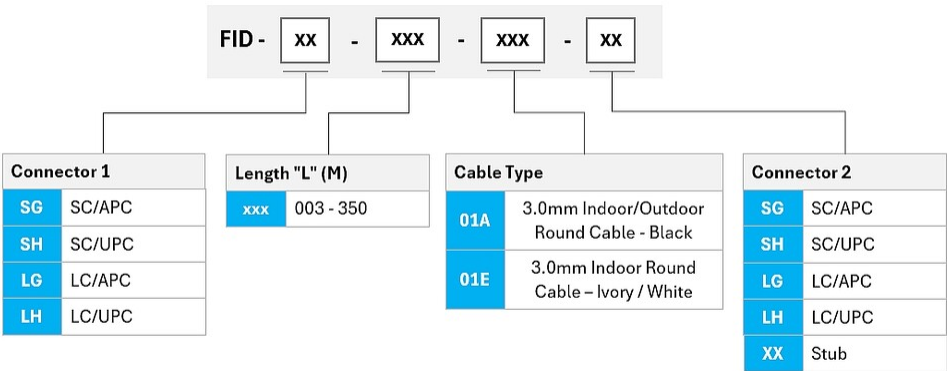 FID - XX - XXX - XXX - XX
Connector 1
SG SC/APC
SH SC/UPC
LG LC/APC
LH LC/UPC
Length "L" (M)
xxx 003 - 350
Cable Type
01A 3.0mm Indoor/Outdoor
Round Cable - Black
01E 3.0mm Indoor Round
Cable – Ivory / White
Connector 2
SG SC/APC
SH SC/UPC
LG LC/APC
LH LC/UPC
XX Stub